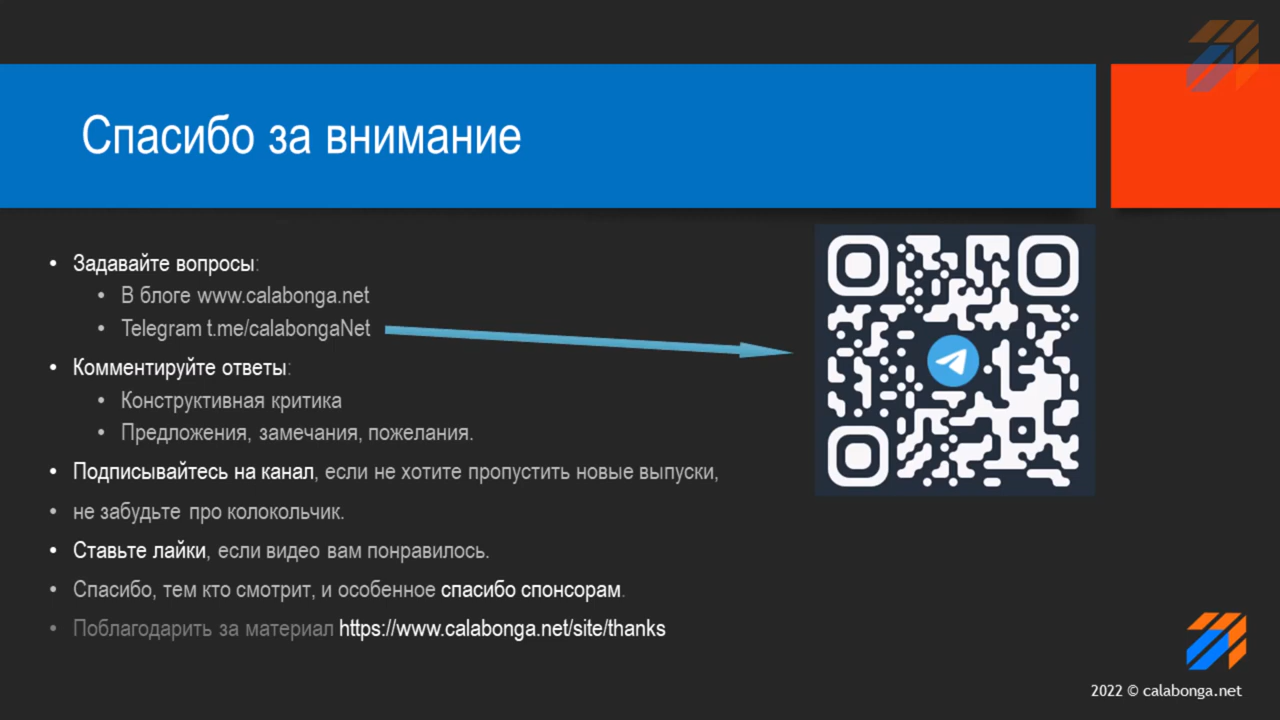 Спасибо за внимание
• Задавайте вопросы:
• В блоге www.calabonga.net
• Telegram t.me/calabongaNet
• Комментируйте ответы:
• Конструктивная критика
• Предложения, замечания, пожелания.
• Подписывайтесь на канал, если не хотите пропустить новые выпуски,
• не забудьте про колокольчик.
• Ставьте лайки, если видео вам понравилось.
• Спасибо, тем кто смотрит, и особенное спасибо спонсорам.
• Поблагодарить за материал https://www.calabonga.net/site/thanks
2022 © calabonga.net